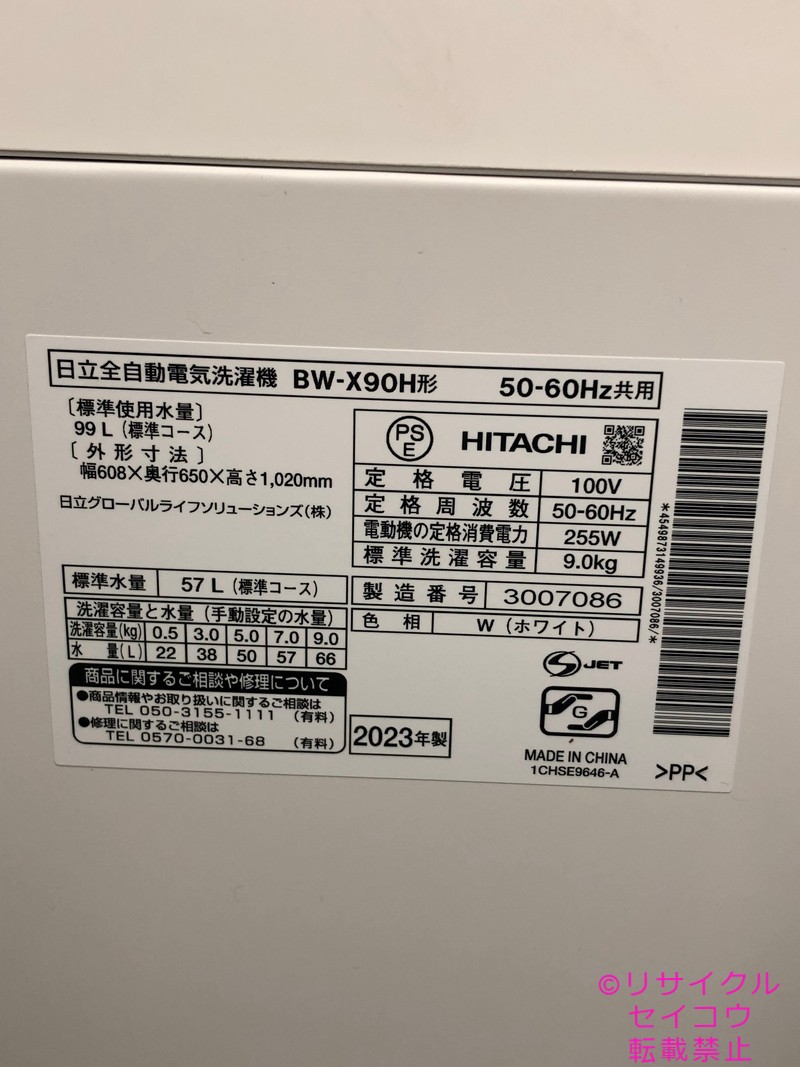 日立全自動電気洗濯機 BW-X90H形 50-60Hz共用
〔標準使用水量〕
99 L（標準コース）
〔外形寸法〕
幅608×奥行650×高さ1,020mm
日立グローバルライフソリューションズ（株）
PS
E
HITACHI
定格電圧 100V
定格周波数 50-60Hz
電動機の定格消費電力 255W
標準洗濯容量 9.0kg
標準水量 57 L（標準コース）
洗濯容量と水量（手動設定の水量）
洗濯容量(kg) 0.5 3.0 5.0 7.0 9.0
水量(L) 22 38 50 57 66
製造番号 3007086
色相 W（ホワイト）
商品に関するご相談や修理について
●商品情報やお取り扱いに関するご相談は
TEL 050-3155-1111 （有料）
●修理に関するご相談は
TEL 0570-0031-68 （有料）
2023年製
S JET
G
MADE IN CHINA
1CHSE9646-A
>PP<
*4549873149936/3007086/*
©リサイクル
セイコウ
転載禁止